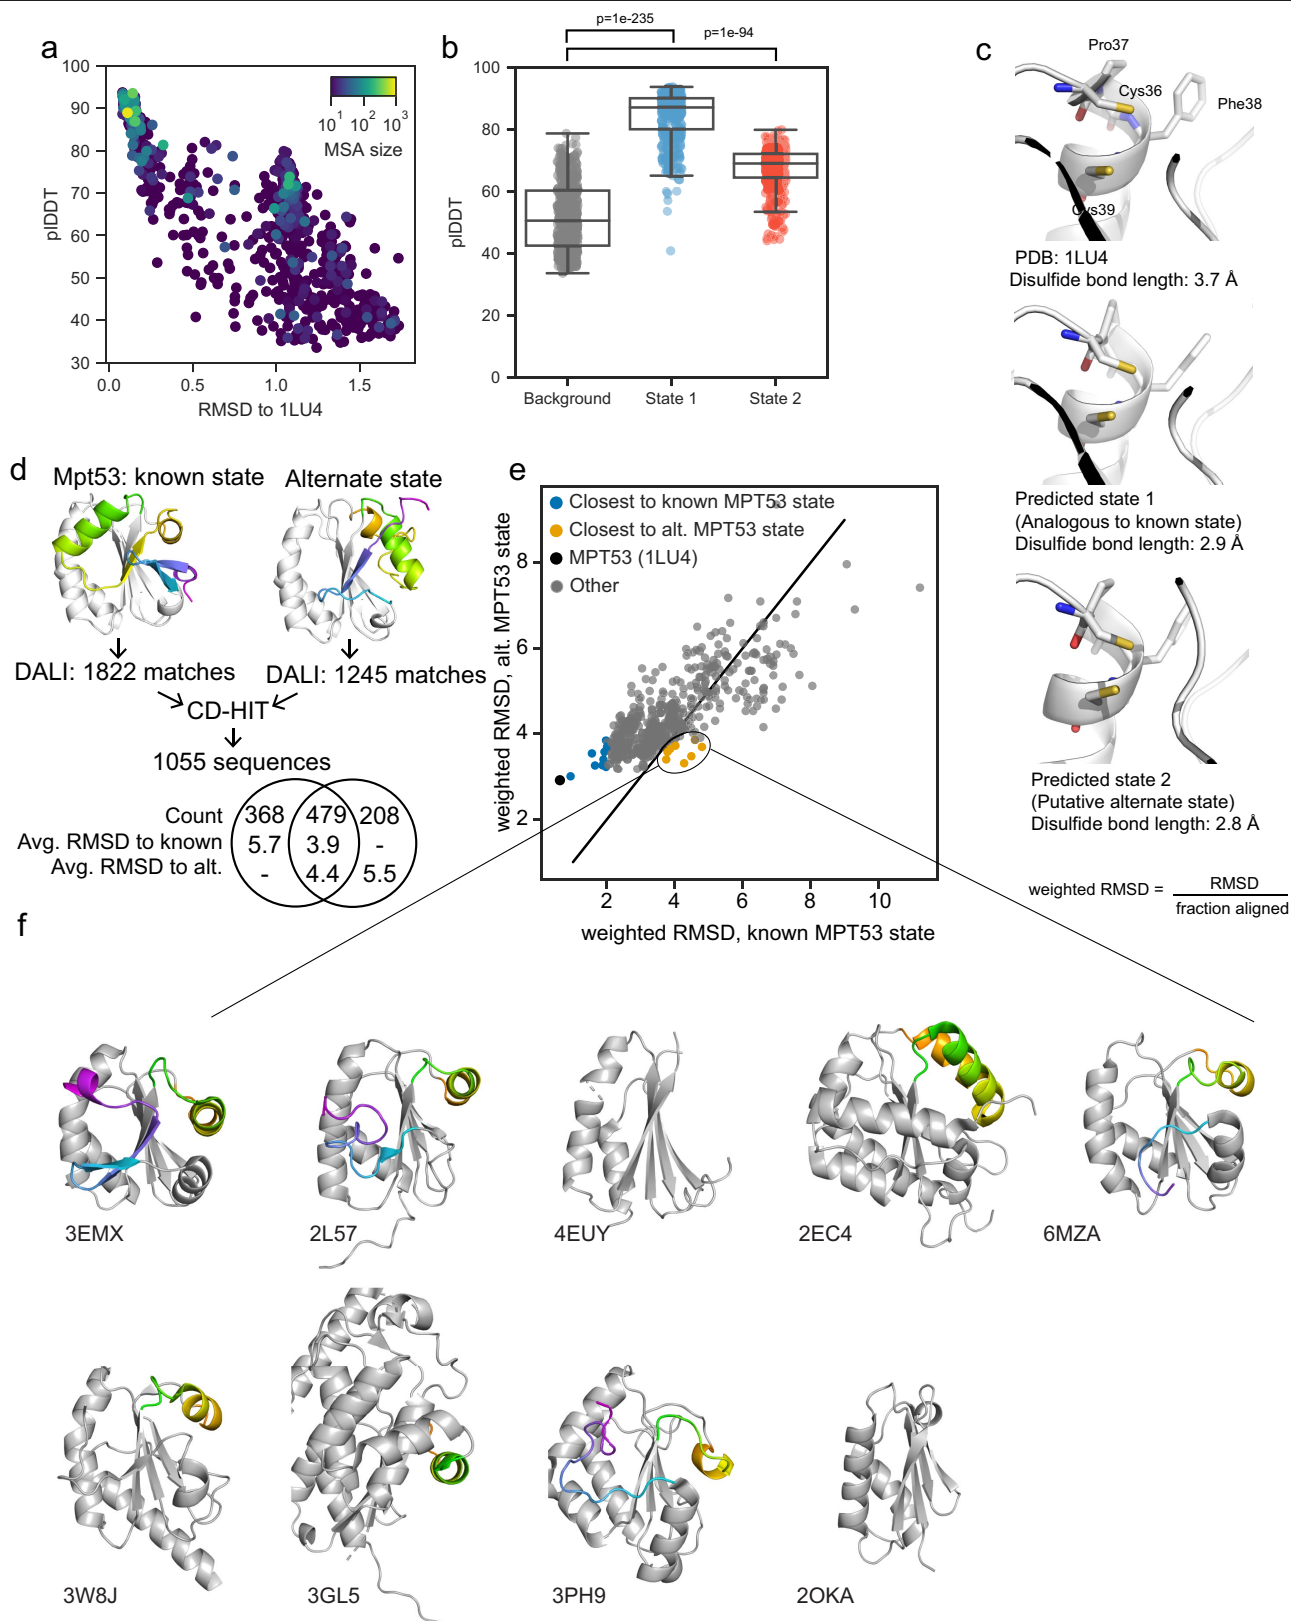 a
100
90
80
70
60
50
40
30
plDDT
10¹ 10² 10³
MSA size
0.0 0.5 1.0 1.5
RMSD to 1LU4
b
p=1e-235
p=1e-94
100
80
60
40
20
0
plDDT
Background State 1 State 2
c
Pro37
Cys36
Phe38
Cys39
PDB: 1LU4
Disulfide bond length: 3.7 Å
Predicted state 1
(Analogous to known state)
Disulfide bond length: 2.9 Å
Predicted state 2
(Putative alternate state)
Disulfide bond length: 2.8 Å
weighted RMSD = RMSD
fraction aligned
d
Mpt53: known state Alternate state
DALI: 1822 matches DALI: 1245 matches
CD-HIT
1055 sequences
Count 368 479 208
Avg. RMSD to known 5.7 3.9 -
Avg. RMSD to alt. - 4.4 5.5
e
Closest to known MPT53 state
Closest to alt. MPT53 state
MPT53 (1LU4)
Other
8
6
4
2
weighted RMSD, alt. MPT53 state
2 4 6 8 10
weighted RMSD, known MPT53 state
f
3EMX 2L57 4EUY 2EC4 6MZA
3W8J 3GL5 3PH9 2OKA